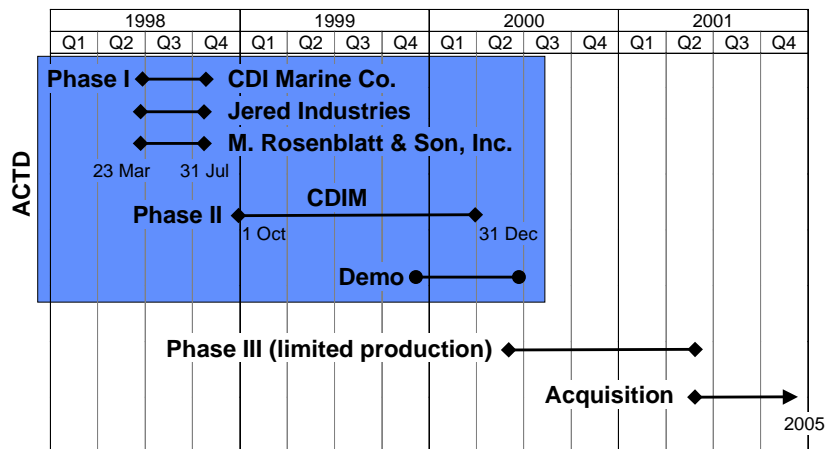 1998 1999 2000 2001
Q1 Q2 Q3 Q4 Q1 Q2 Q3 Q4 Q1 Q2 Q3 Q4 Q1 Q2 Q3 Q4
ACTD
Phase I CDI Marine Co.
Jered Industries
M. Rosenblatt & Son, Inc.
23 Mar 31 Jul
CDIM
Phase II
1 Oct 31 Dec
Demo
Phase III (limited production)
Acquisition
2005